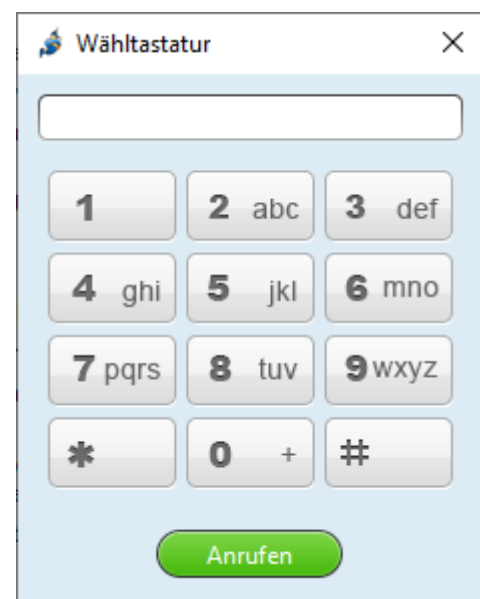 Wähltastatur
1 2 abc 3 def
4 ghi 5 jkl 6 mno
7 pqrs 8 tuv 9 wxyz
* 0 + #
Anrufen